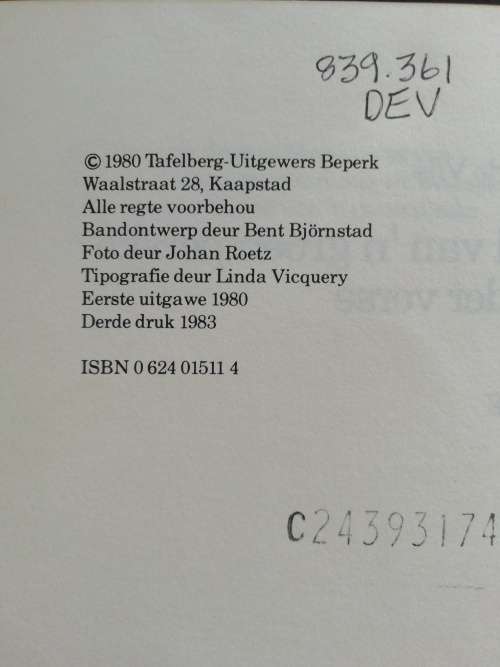 839.361
DEV
© 1980 Tafelberg-Uitgewers Beperk
Waalstraat 28, Kaapstad
Alle regte voorbehou
Bandontwerp deur Bent Björnstad
Foto deur Johan Roetz
Tipografie deur Linda Vicquery
Eerste uitgawe 1980
Derde druk 1983
ISBN 0 624 01511 4
C24393174